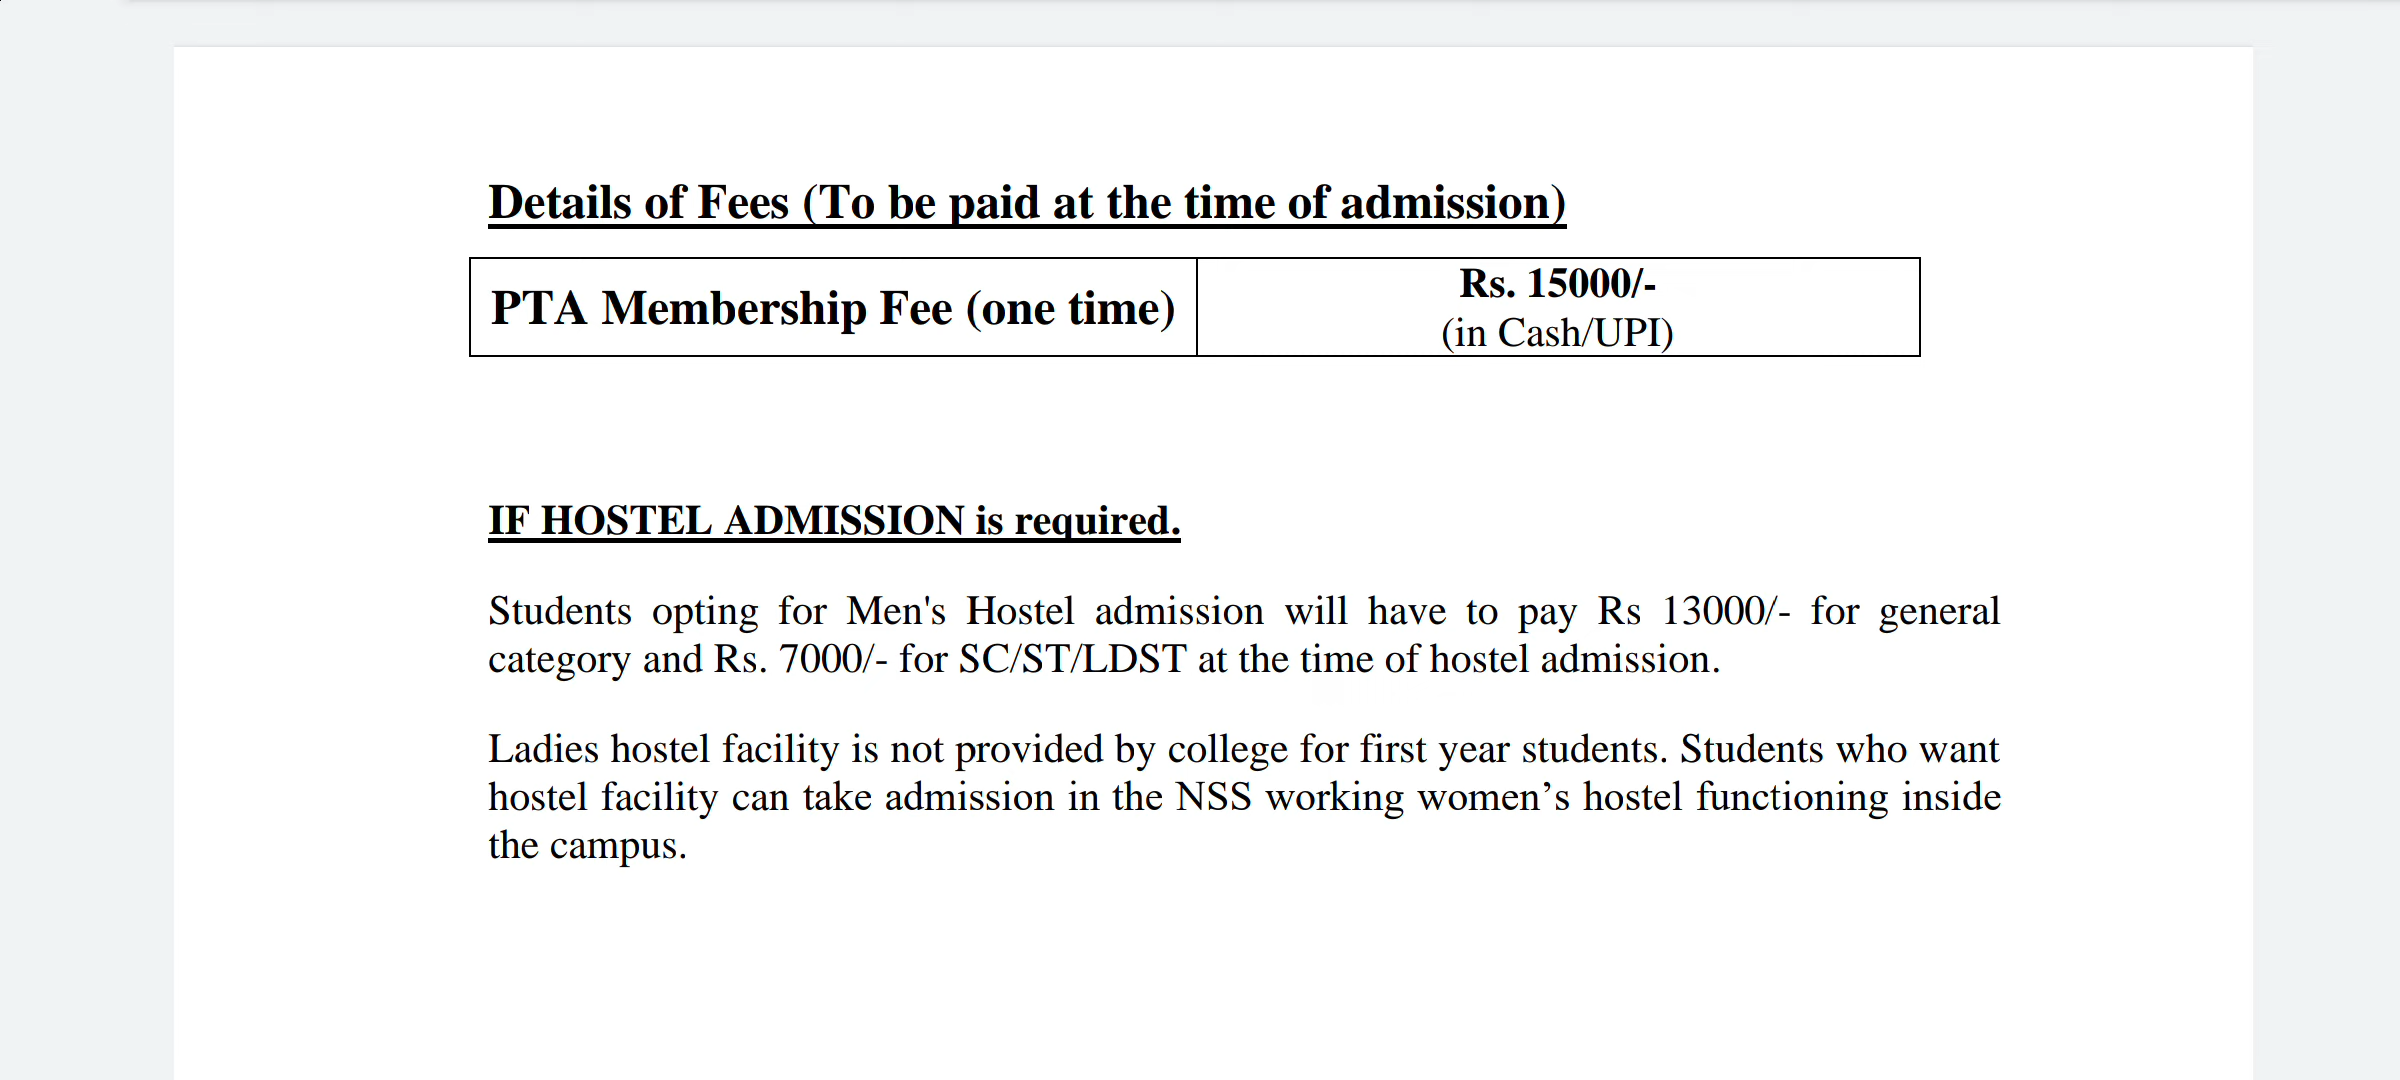 Details of Fees (To be paid at the time of admission)
PTA Membership Fee (one time)
Rs. 15000/-
(in Cash/UPI)
IF HOSTEL ADMISSION is required.
Students opting for Men's Hostel admission will have to pay Rs 13000/- for general
category and Rs. 7000/- for SC/ST/LDST at the time of hostel admission.
Ladies hostel facility is not provided by college for first year students. Students who want
hostel facility can take admission in the NSS working women’s hostel functioning inside
the campus.